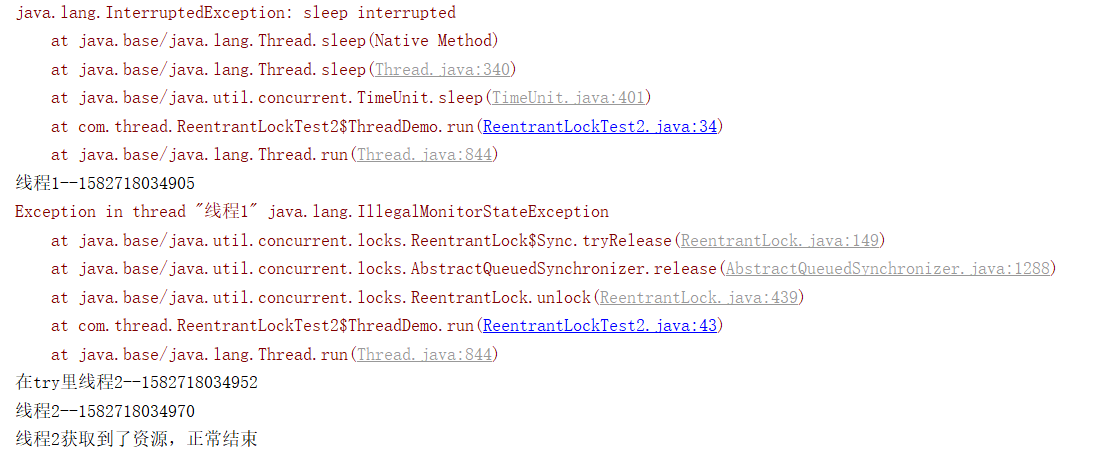 java.lang.InterruptedException: sleep interrupted
    at java.base/java.lang.Thread.sleep(Native Method)
    at java.base/java.lang.Thread.sleep(Thread.java:340)
    at java.base/java.util.concurrent.TimeUnit.sleep(TimeUnit.java:401)
    at com.thread.ReentrantLockTest2$ThreadDemo.run(ReentrantLockTest2.java:34)
    at java.base/java.lang.Thread.run(Thread.java:844)
线程1--1582718034905
Exception in thread "线程1" java.lang.IllegalMonitorStateException
    at java.base/java.util.concurrent.locks.ReentrantLock$Sync.tryRelease(ReentrantLock.java:149)
    at java.base/java.util.concurrent.locks.AbstractQueuedSynchronizer.release(AbstractQueuedSynchronizer.java:1288)
    at java.base/java.util.concurrent.locks.ReentrantLock.unlock(ReentrantLock.java:439)
    at com.thread.ReentrantLockTest2$ThreadDemo.run(ReentrantLockTest2.java:43)
    at java.base/java.lang.Thread.run(Thread.java:844)
在try里线程2--1582718034952
线程2--1582718034970
线程2获取到了资源，正常结束